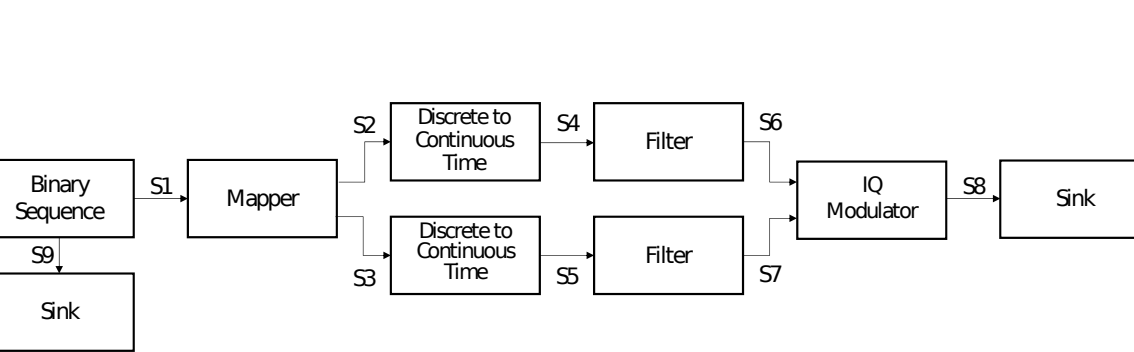 Binary
Sequence
S1
Mapper
S2
Discrete to
Continuous
Time
S4
Filter
S6
S3
Discrete to
Continuous
Time
S5
Filter
S7
IQ
Modulator
S8
Sink
S9
Sink